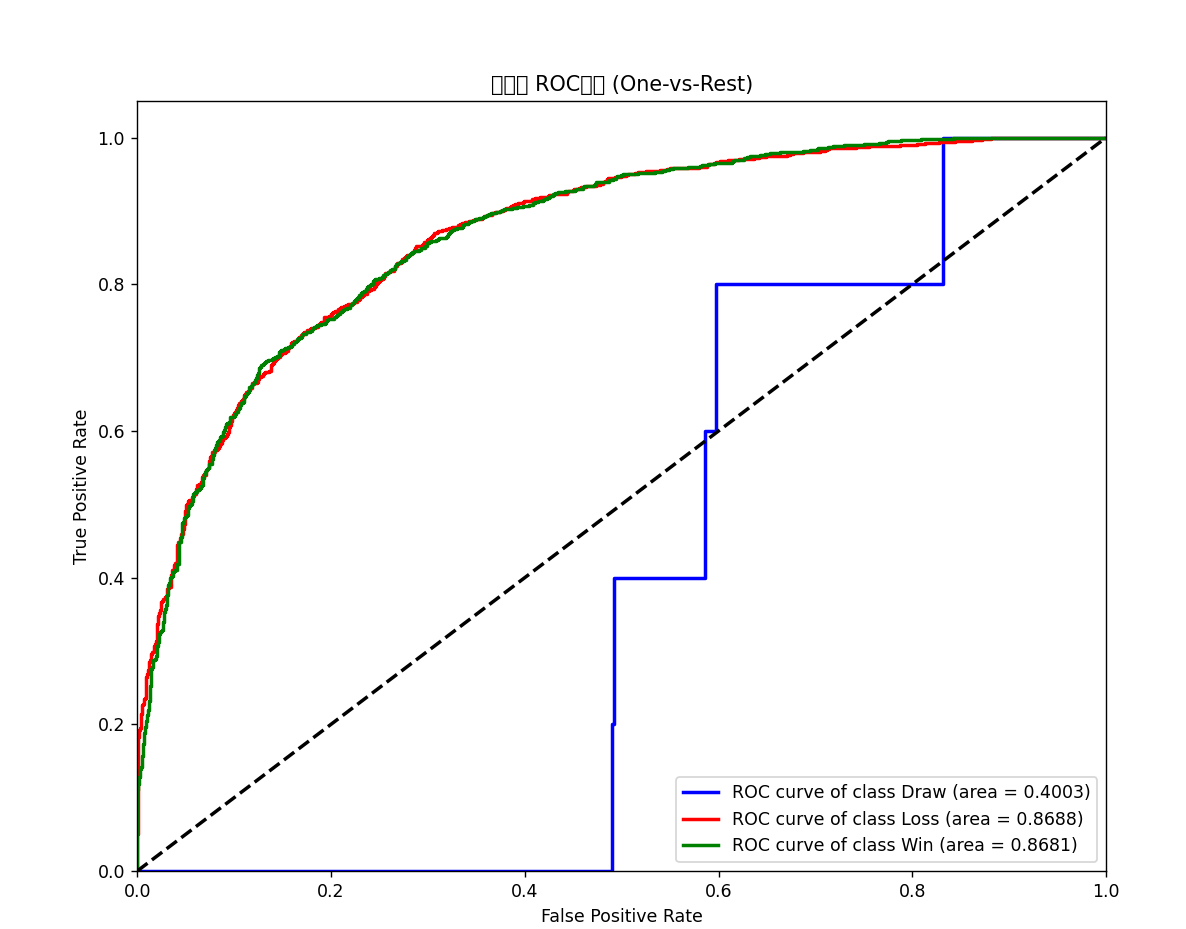 ROC (One-vs-Rest)
1.0
0.8
0.6
0.4
0.2
0.0
True Positive Rate
0.0 0.2 0.4 0.6 0.8 1.0
False Positive Rate
ROC curve of class Draw (area = 0.4003)
ROC curve of class Loss (area = 0.8688)
ROC curve of class Win (area = 0.8681)